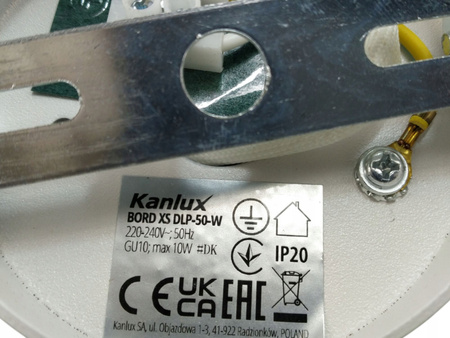 Kanlux
BORD XS DLP-50-W
220-240V~; 50Hz
GU10; max 10W #DK
IP20
CE UK CA EAC
Kanlux SA, ul. Objazdowa 1-3, 41-922 Radzionków, POLAND